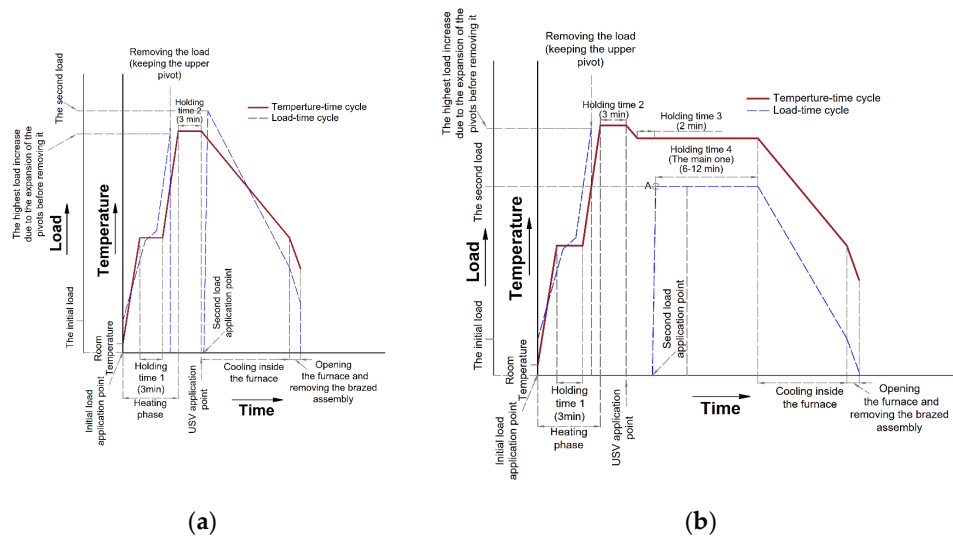 The highest load increase
due to the expansion of the
pivots before removing it
The second load
The initial load
Load
Temperature
Removing the load
(keeping the upper
pivot)
Holding
time 2
(3 min)
Temperture-time cycle
Load-time cycle
Second load
application point
Room
Temperature
Initial load
application point
Holding
time 1
(3min)
Heating
phase
USV application
point
Cooling inside
the furnace
Time
Opening
the furnace and
removing the brazed
assembly
(a)
The highest load increase
due to the expansion of the
pivots before removing it
The second load
The initial load
Load
Temperature
Removing the load
(keeping the upper
pivot)
Holding time 2
(3 min)
Holding time 3
(2 min)
Holding time 4
(The main one)
(6-12 min)
A
Temperture-time cycle
Load-time cycle
Second load
application point
Room
Temperature
Initial load
application point
Holding
time 1
(3min)
Heating
phase
USV application
point
Time
Cooling inside
the furnace
Opening
the furnace and
removing the brazed
assembly
(b)